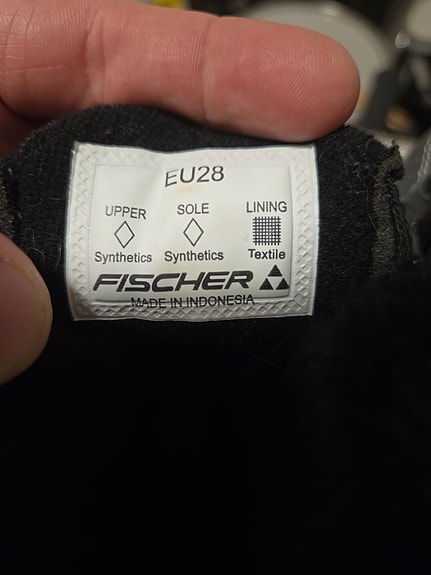 EU28
UPPER SOLE LINING
Synthetics Synthetics Textile
FISCHER
MADE IN INDONESIA